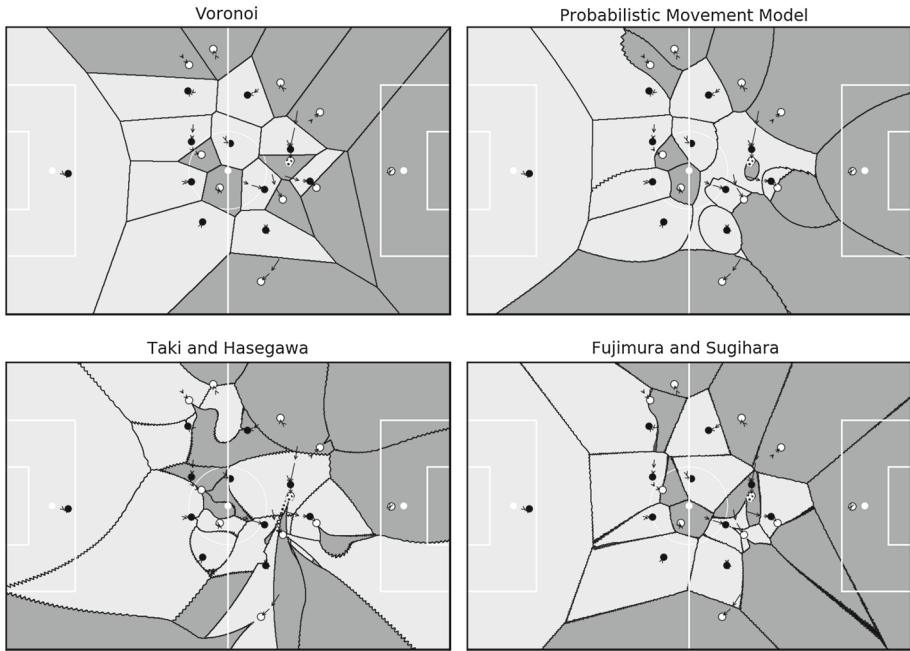 Voronoi
Probabilistic Movement Model
Taki and Hasegawa
Fujimura and Sugihara